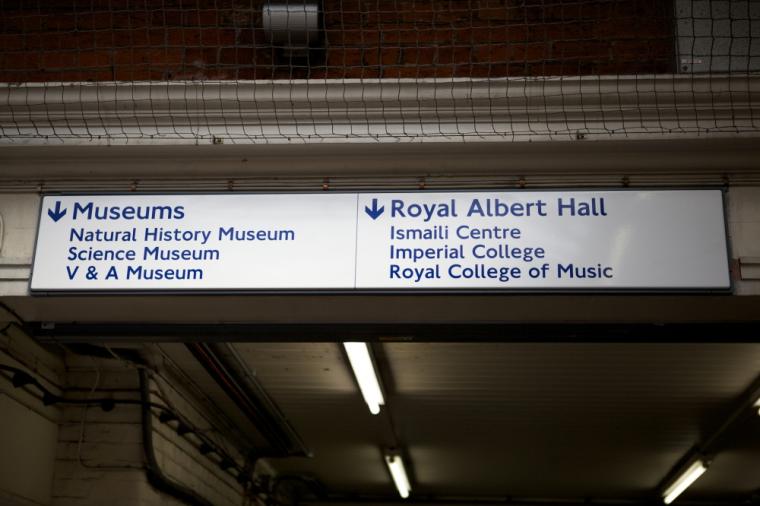 ↓ Museums
Natural History Museum
Science Museum
V & A Museum
↓ Royal Albert Hall
Ismaili Centre
Imperial College
Royal College of Music